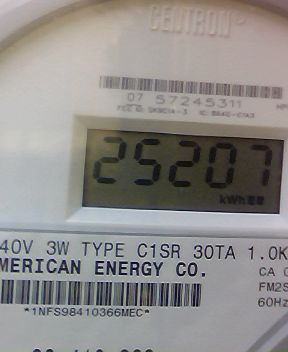 CENTRON®
07 57245311
25207
kWh
40V 3W TYPE C1SR 30TA 1.0K
MERICAN ENERGY CO.
CA 0
FM2S
60Hz
*1NFS98410366MEC*